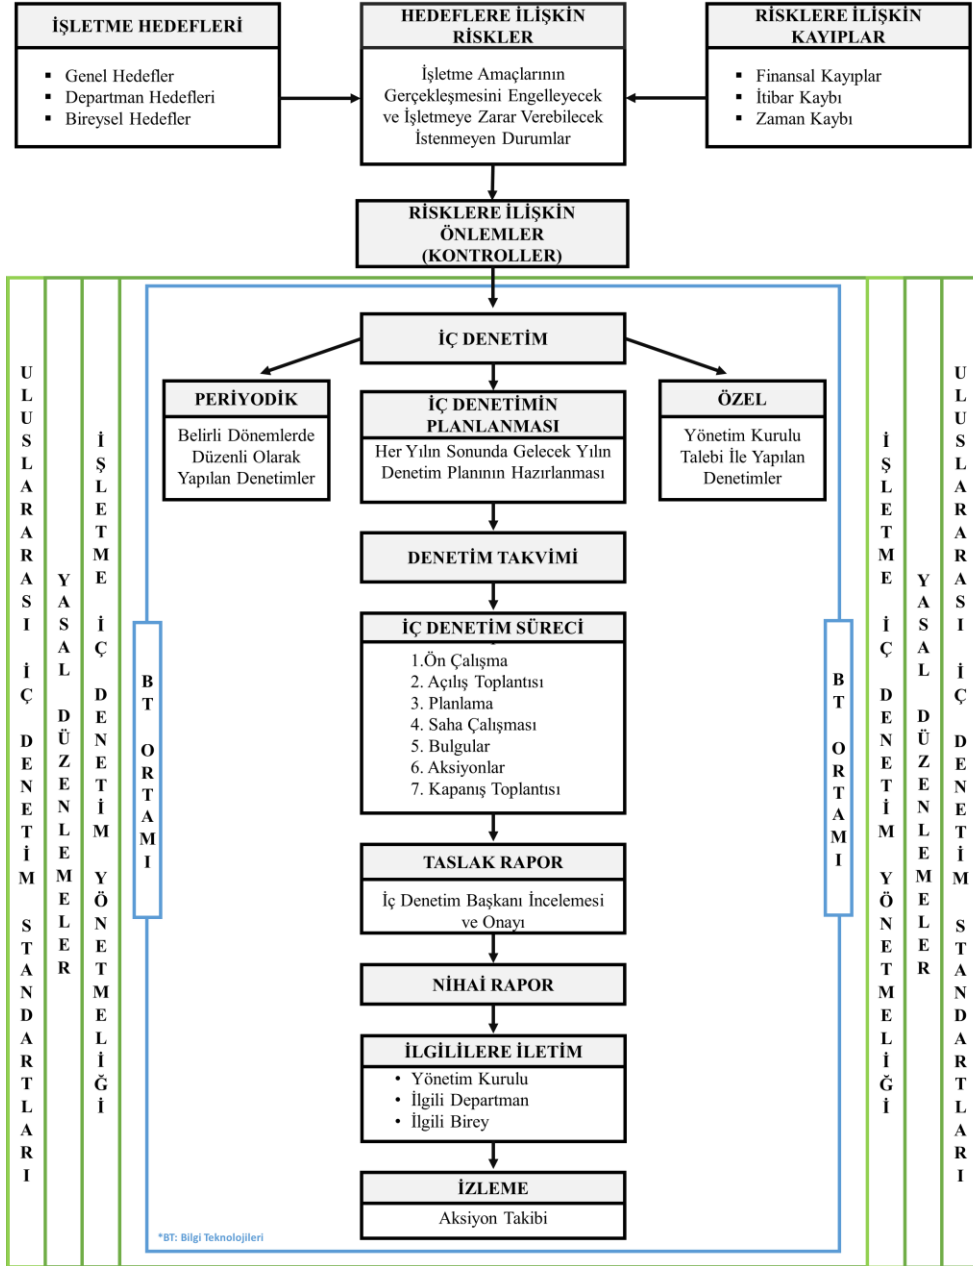 İŞLETME HEDEFLERİ
▪ Genel Hedefler
▪ Departman Hedefleri
▪ Bireysel Hedefler
HEDEFLERE İLİŞKİN
RİSKLER
İşletme Amaçlarının
Gerçekleşmesini Engelleyecek
ve İşletmeye Zarar Verebilecek
İstenmeyen Durumlar
RİSKLERE İLİŞKİN
KAYIPLAR
▪ Finansal Kayıplar
▪ İtibar Kaybı
▪ Zaman Kaybı
RİSKLERE İLİŞKİN
ÖNLEMLER
(KONTROLLER)
ULUSLARARASI İÇ DENETİM STANDARTLARI
YASAL DÜZENLEMELER
İŞLETME İÇ DENETİM YÖNETMELİĞİ
BT ORTAMI
İÇ DENETİM
PERİYODİK
Belirli Dönemlerde
Düzenli Olarak
Yapılan Denetimler
İÇ DENETİMİN
PLANLANMASI
Her Yılın Sonunda Gelecek Yılın
Denetim Planının Hazırlanması
ÖZEL
Yönetim Kurulu
Talebi İle Yapılan
Denetimler
DENETİM TAKVİMİ
İÇ DENETİM SÜRECİ
1.Ön Çalışma
2. Açılış Toplantısı
3. Planlama
4. Saha Çalışması
5. Bulgular
6. Aksiyonlar
7. Kapanış Toplantısı
TASLAK RAPOR
İç Denetim Başkanı İncelemesi
ve Onayı
NİHAİ RAPOR
İLGİLİLERE İLETİM
• Yönetim Kurulu
• İlgili Departman
• İlgili Birey
İZLEME
Aksiyon Takibi
*BT: Bilgi Teknolojileri
BT ORTAMI
İŞLETME İÇ DENETİM YÖNETMELİĞİ
YASAL DÜZENLEMELER
ULUSLARARASI İÇ DENETİM STANDARTLARI